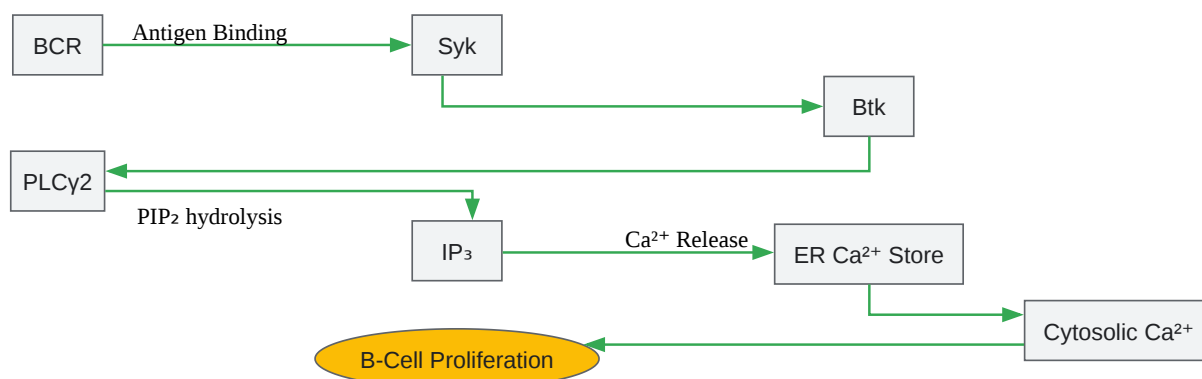 BCR
Antigen Binding
Syk
Btk
PLCγ2
PIP₂ hydrolysis
IP₃
Ca²⁺ Release
ER Ca²⁺ Store
Cytosolic Ca²⁺
B-Cell Proliferation